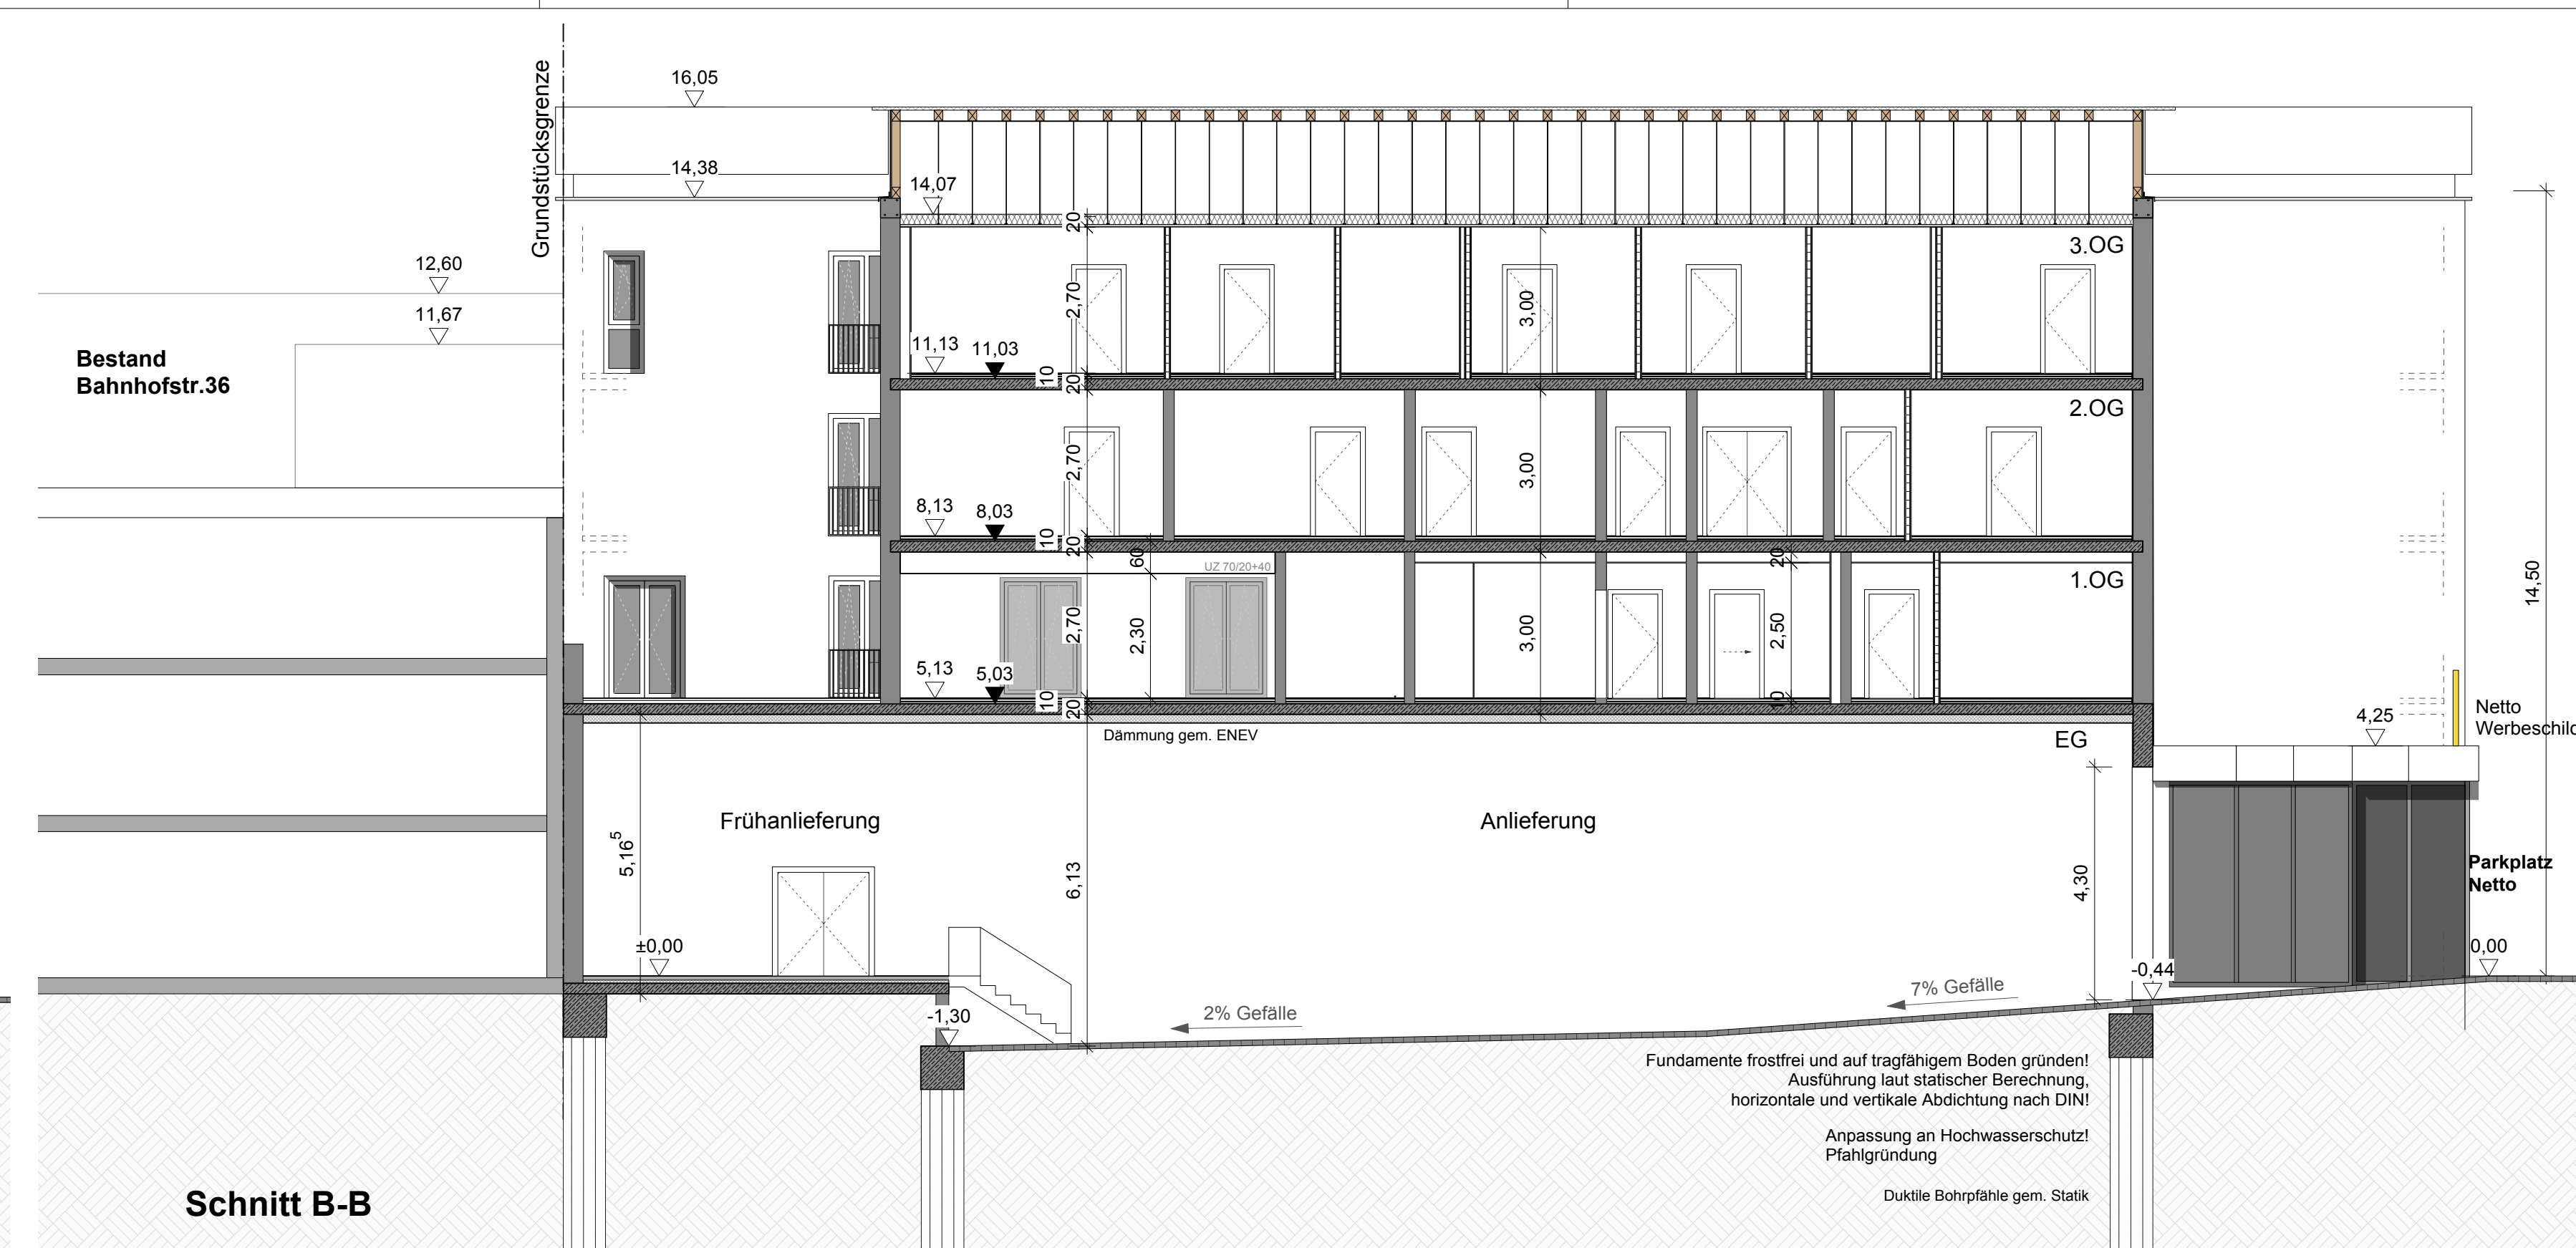 Grundstücksgrenze
16,05
14,38
14,07
12,60
11,67
Bestand
Bahnhofstr.36
20
3.OG
2,70
3,00
11,13
11,03
10
20
2.OG
2,70
3,00
8,13
8,03
10
20
60
UZ 70/20+40
20
1.OG
2,70
2,30
3,00
2,50
14,50
5,13
5,03
10
20
10
Dämmung gem. ENEV
EG
4,25
Netto
Werbeschild
Frühanlieferung
Anlieferung
5,16⁵
6,13
4,30
Parkplatz
Netto
±0,00
0,00
-0,44
7% Gefälle
2% Gefälle
-1,30
Fundamente frostfrei und auf tragfähigem Boden gründen!
Ausführung laut statischer Berechnung,
horizontale und vertikale Abdichtung nach DIN!
Anpassung an Hochwasserschutz!
Pfahlgründung
Duktile Bohrpfähle gem. Statik
Schnitt B-B